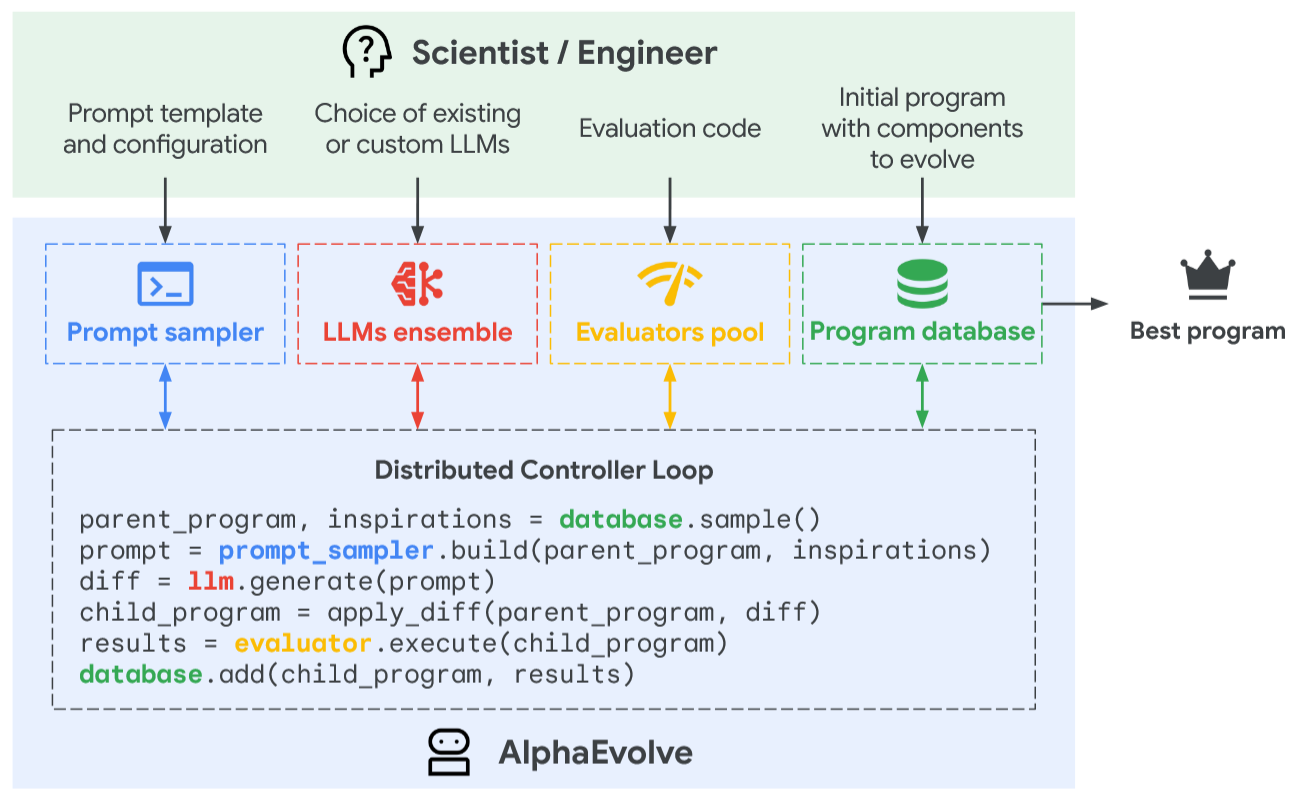 Scientist / Engineer
Prompt template
and configuration
Choice of existing
or custom LLMs
Evaluation code
Initial program
with components
to evolve
Prompt sampler
LLMs ensemble
Evaluators pool
Program database
Best program
Distributed Controller Loop
parent_program, inspirations = database.sample()
prompt = prompt_sampler.build(parent_program, inspirations)
diff = llm.generate(prompt)
child_program = apply_diff(parent_program, diff)
results = evaluator.execute(child_program)
database.add(child_program, results)
AlphaEvolve